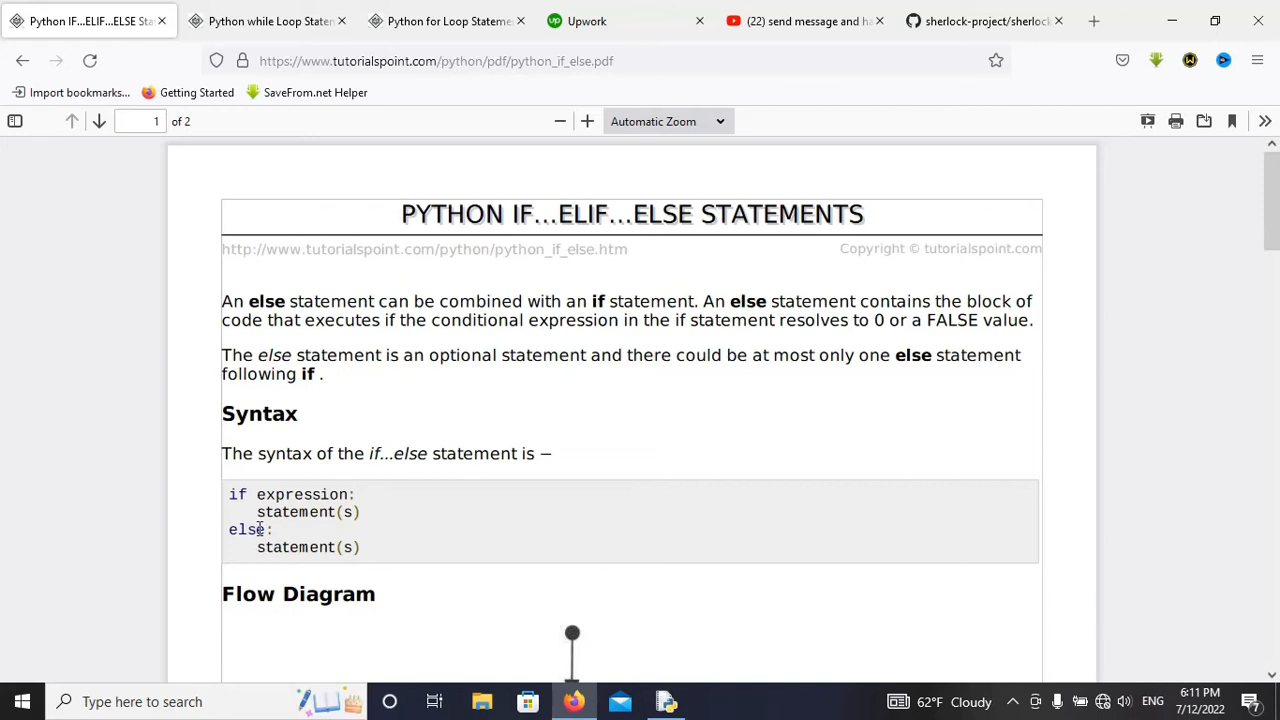 Python IF...ELIF...ELSE Sta
Python while Loop Statem
Python for Loop Stateme
Upwork
(22) send message and ha
sherlock-project/sherlock
https://www.tutorialspoint.com/python/pdf/python_if_else.pdf
Import bookmarks...
Getting Started
SaveFrom.net Helper
1 of 2
Automatic Zoom
PYTHON IF...ELIF...ELSE STATEMENTS
http://www.tutorialspoint.com/python/python_if_else.htm
Copyright © tutorialspoint.com
An else statement can be combined with an if statement. An else statement contains the block of
code that executes if the conditional expression in the if statement resolves to 0 or a FALSE value.
The else statement is an optional statement and there could be at most only one else statement
following if .
Syntax
The syntax of the if...else statement is −
if expression:
statement(s)
else:
statement(s)
Flow Diagram
Type here to search
62°F Cloudy
ENG
6:11 PM
7/12/2022
7